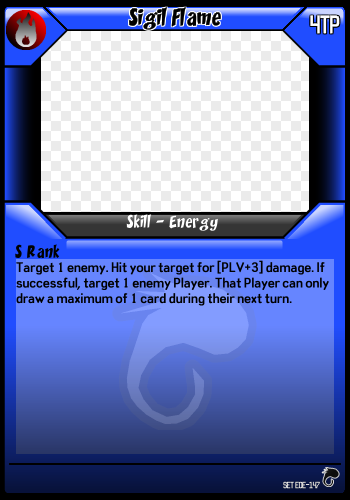 Sigil Flame
4TP
Skill - Energy
S Rank
Target 1 enemy. Hit your target for [PLV+3] damage. If
successful, target 1 enemy Player. That Player can only
draw a maximum of 1 card during their next turn.
SET EDE-147